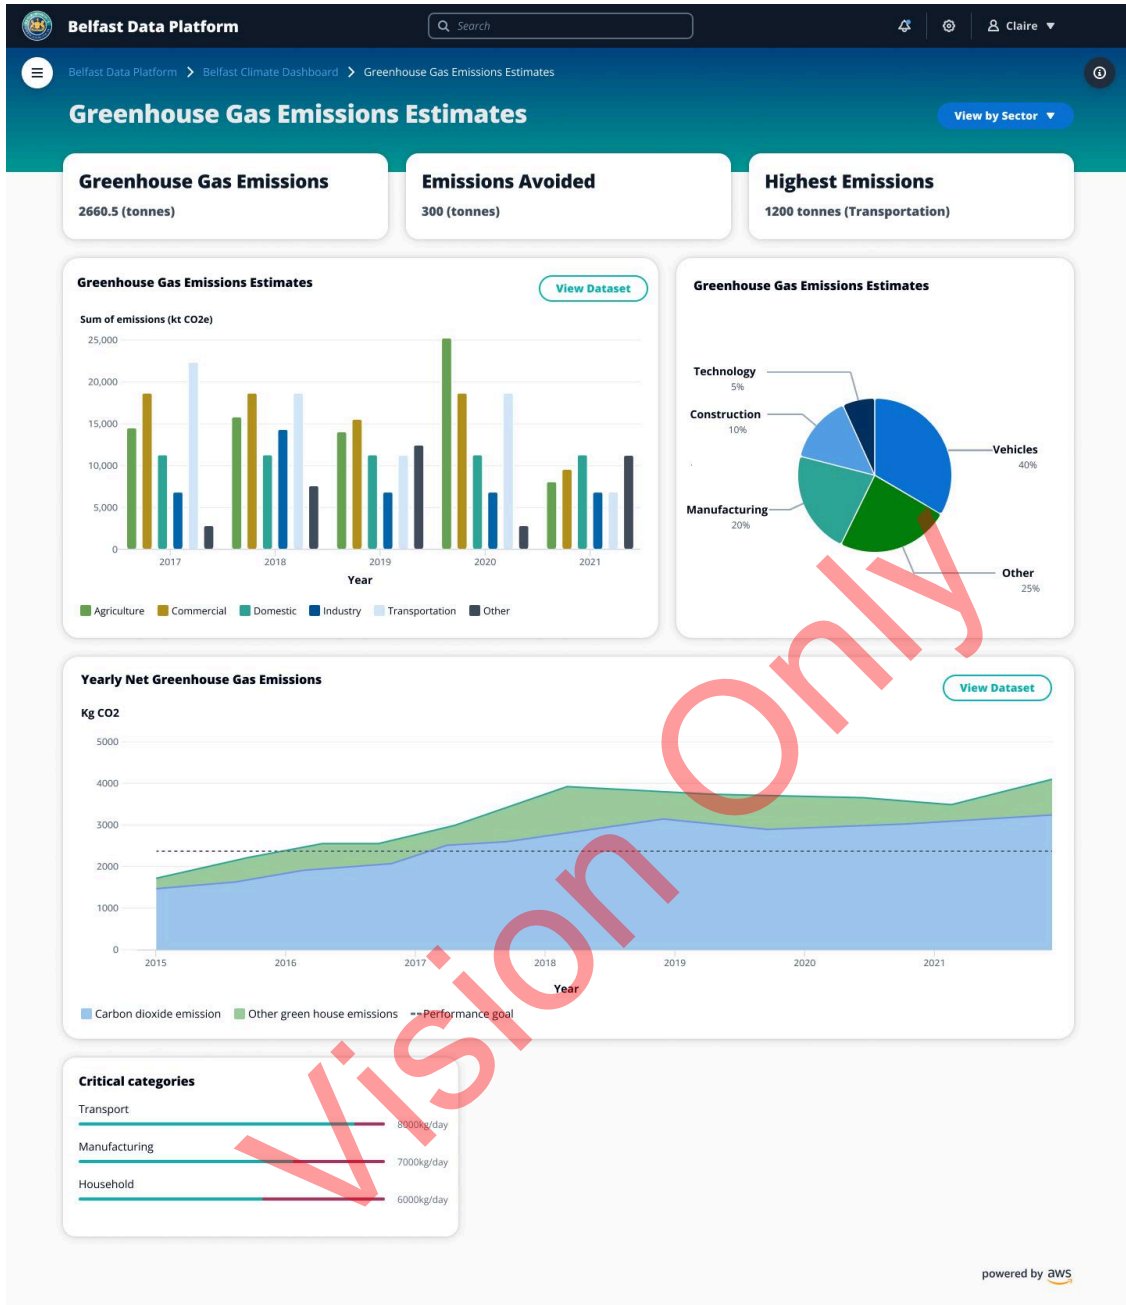 Belfast Data Platform
Search
Claire
Belfast Data Platform > Belfast Climate Dashboard > Greenhouse Gas Emissions Estimates
Greenhouse Gas Emissions Estimates
View by Sector
Greenhouse Gas Emissions
2660.5 (tonnes)
Emissions Avoided
300 (tonnes)
Highest Emissions
1200 tonnes (Transportation)
Greenhouse Gas Emissions Estimates
View Dataset
Sum of emissions (kt CO2e)
25,000
20,000
15,000
10,000
5,000
0
2017 2018 2019 2020 2021
Year
Agriculture Commercial Domestic Industry Transportation Other
Greenhouse Gas Emissions Estimates
Technology
5%
Construction
10%
Vehicles
40%
Manufacturing
20%
Other
25%
Yearly Net Greenhouse Gas Emissions
View Dataset
Kg CO2
5000
4000
3000
2000
1000
0
2015 2016 2017 2018 2019 2020 2021
Year
Carbon dioxide emission Other green house emissions Performance goal
Critical categories
Transport
8000kg/day
Manufacturing
7000kg/day
Household
6000kg/day
Vision Only
powered by aws